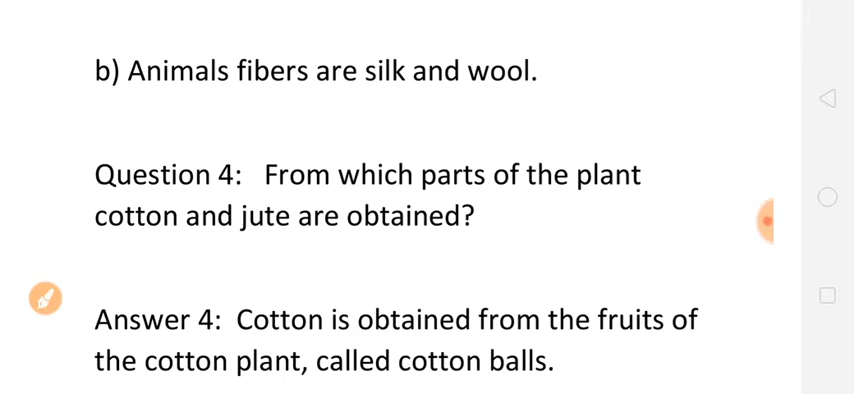 b) Animals fibers are silk and wool.
Question 4: From which parts of the plant
cotton and jute are obtained?
Answer 4: Cotton is obtained from the fruits of
the cotton plant, called cotton balls.